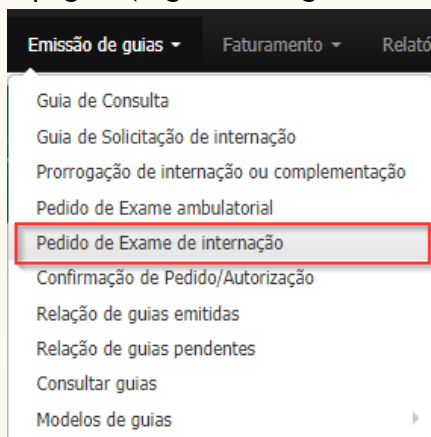 Emissão de guias Faturamento Relató
Guia de Consulta
Guia de Solicitação de internação
Prorrogação de internação ou complementação
Pedido de Exame ambulatorial
Pedido de Exame de internação
Confirmação de Pedido/Autorização
Relação de guias emitidas
Relação de guias pendentes
Consultar guias
Modelos de guias